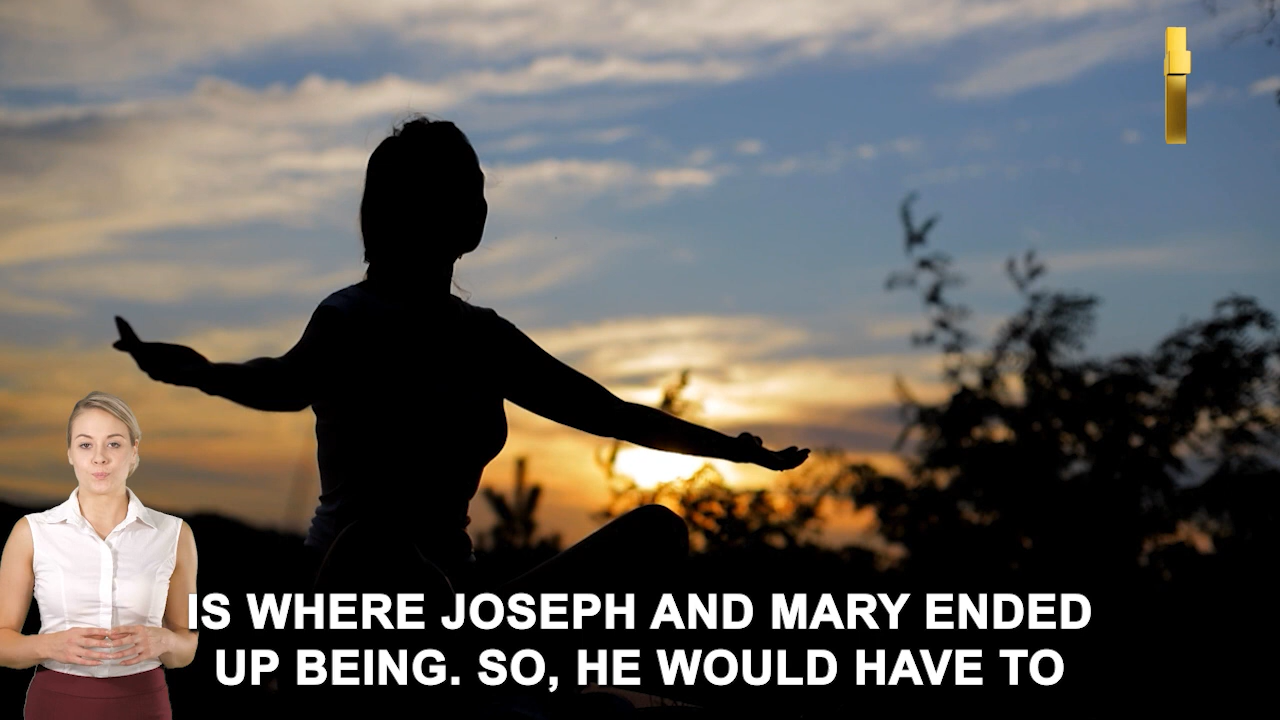 IS WHERE JOSEPH AND MARY ENDED
UP BEING. SO, HE WOULD HAVE TO